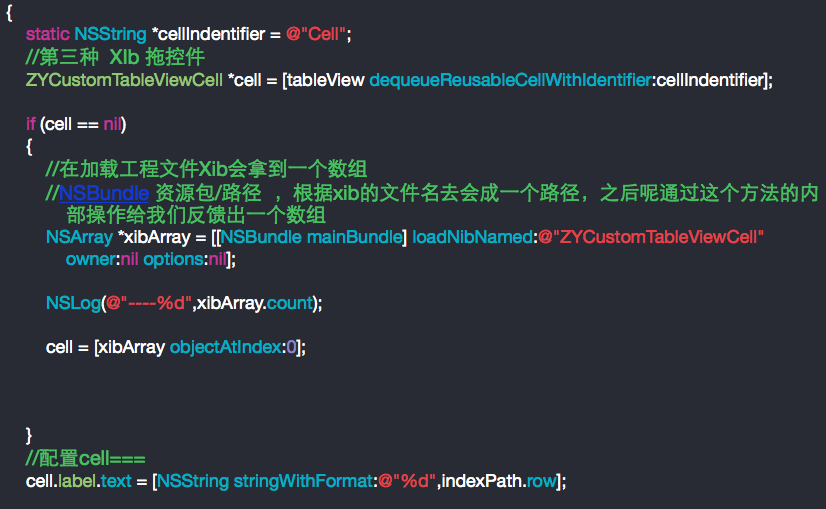 {
static NSString *cellIndentifier = @"Cell";
//第三种 XIb 拖控件
ZYCustomTableViewCell *cell = [tableView dequeueReusableCellWithIdentifier:cellIndentifier];
if (cell == nil)
{
//在加载工程文件Xib会拿到一个数组
//NSBundle 资源包/路径 ，根据xib的文件名去会成一个路径，之后呢通过这个方法的内
部操作给我们反馈出一个数组
NSArray *xibArray = [[NSBundle mainBundle] loadNibNamed:@"ZYCustomTableViewCell"
owner:nil options:nil];
NSLog(@"----%d",xibArray.count);
cell = [xibArray objectAtIndex:0];
}
//配置cell===
cell.label.text = [NSString stringWithFormat:@"%d",indexPath.row];